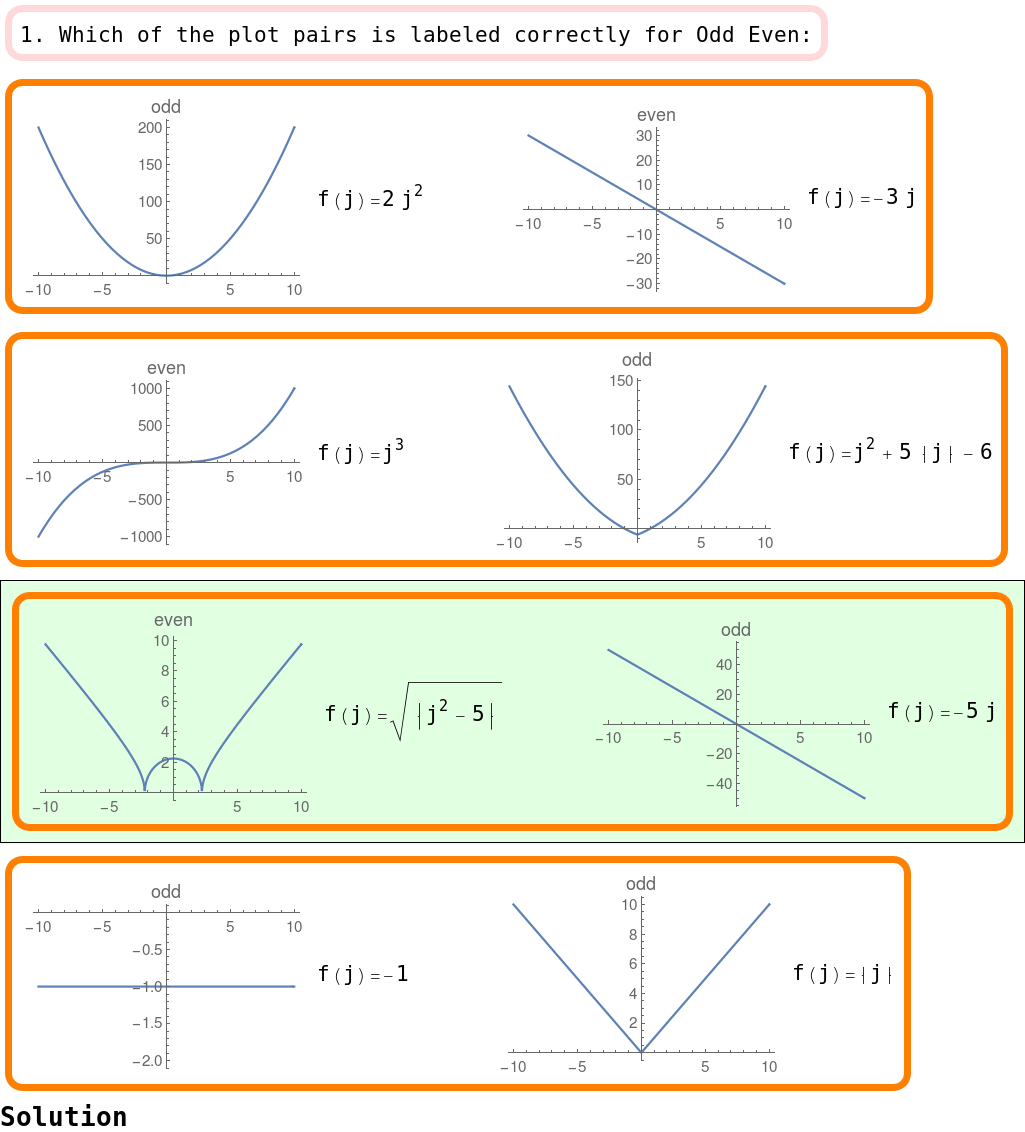 1. Which of the plot pairs is labeled correctly for Odd Even:
odd
200
150
100
50
-10 -5 5 10
f(j)=2 j²
even
30
20
10
-10 -5 5 10
-10
-20
-30
f(j)=-3 j
even
1000
500
-10 -5 5 10
-500
-1000
f(j)=j³
odd
150
100
50
-10 -5 5 10
f(j)=j² + 5 |j| - 6
even
10
8
6
4
2
-10 -5 5 10
f(j)=√|j² - 5|
odd
40
20
-10 -5 5 10
-20
-40
f(j)=-5 j
odd
-10 -5 5 10
-0.5
-1.0
-1.5
-2.0
f(j)=-1
odd
10
8
6
4
2
-10 -5 5 10
f(j)=|j|
Solution